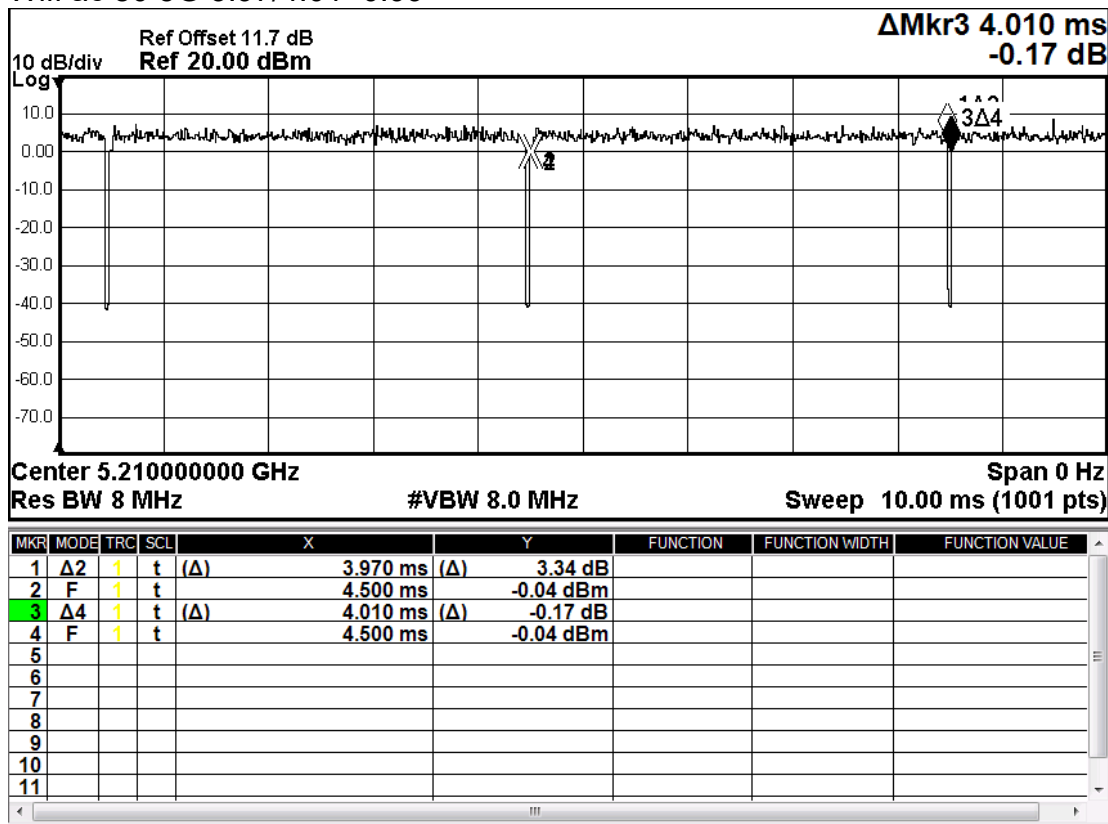 ΔMkr3 4.010 ms
-0.17 dB
Ref Offset 11.7 dB
10 dB/div Ref 20.00 dBm
Log
10.0
0.00
-10.0
-20.0
-30.0
-40.0
-50.0
-60.0
-70.0
3Δ4
Center 5.210000000 GHz Span 0 Hz
Res BW 8 MHz #VBW 8.0 MHz Sweep 10.00 ms (1001 pts)
MKR MODE TRC SCL X Y FUNCTION FUNCTION WIDTH FUNCTION VALUE
1 Δ2 1 t (Δ) 3.970 ms (Δ) 3.34 dB
2 F 1 t 4.500 ms -0.04 dBm
3 Δ4 1 t (Δ) 4.010 ms (Δ) -0.17 dB
4 F 1 t 4.500 ms -0.04 dBm
5
6
7
8
9
10
11